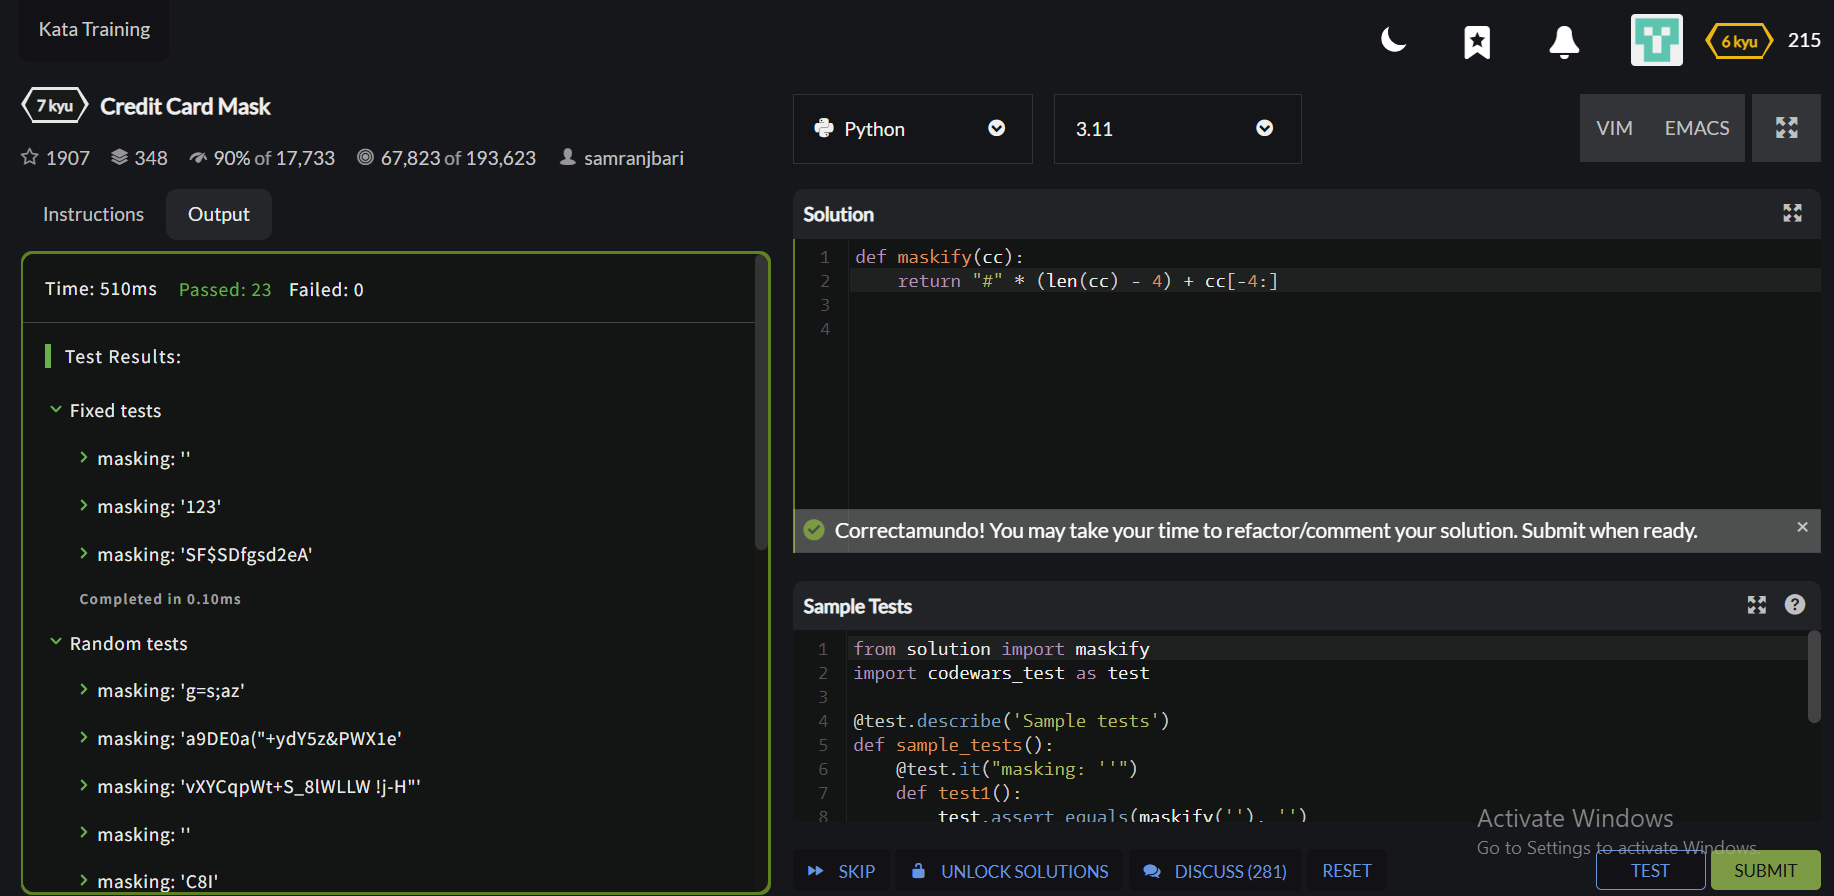 Kata Training
6 kyu 215
7 kyu Credit Card Mask
1907 348 90% of 17,733 67,823 of 193,623 samranjbari
Instructions Output
Time: 510ms Passed: 23 Failed: 0
Test Results:
Fixed tests
masking: ''
masking: '123'
masking: 'SF$SDfgsd2eA'
Completed in 0.10ms
Random tests
masking: 'g=s;az'
masking: 'a9DE0a("+ydY5z&PWX1e'
masking: 'vXYCqpWt+S_8lWLLW !j-H"'
masking: ''
masking: 'C8I'
Python 3.11 VIM EMACS
Solution
1 def maskify(cc):
2 return "#" * (len(cc) - 4) + cc[-4:]
3
4
Correctamundo! You may take your time to refactor/comment your solution. Submit when ready. ×
Sample Tests
1 from solution import maskify
2 import codewars_test as test
3
4 @test.describe('Sample tests')
5 def sample_tests():
6 @test.it("masking: ''")
7 def test1():
8 test.assert_equals(maskify(''), '')
Activate Windows
Go to Settings to activate Windows.
SKIP UNLOCK SOLUTIONS DISCUSS (281) RESET TEST SUBMIT